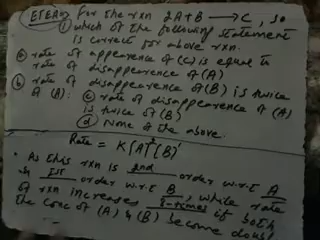 (ETEA) for the rxn 2A+B → C, so
① which of the following statement
is correct for above rxn.
ⓐ rate of appearence of (C) is equal to
rate of disappearence of (A)
ⓑ rate of disappearence of (B) is twice
A (B). ⓒ rate of disappearence of (A)
is twice of (B)
ⓓ None of the above.
Rate = K[A]²[B]¹
• As this rxn is 2nd order w.r.t A
& Ist order w.r.t B, while rate
of rxn increases 8-times if both
the conc of (A) & (B) become double